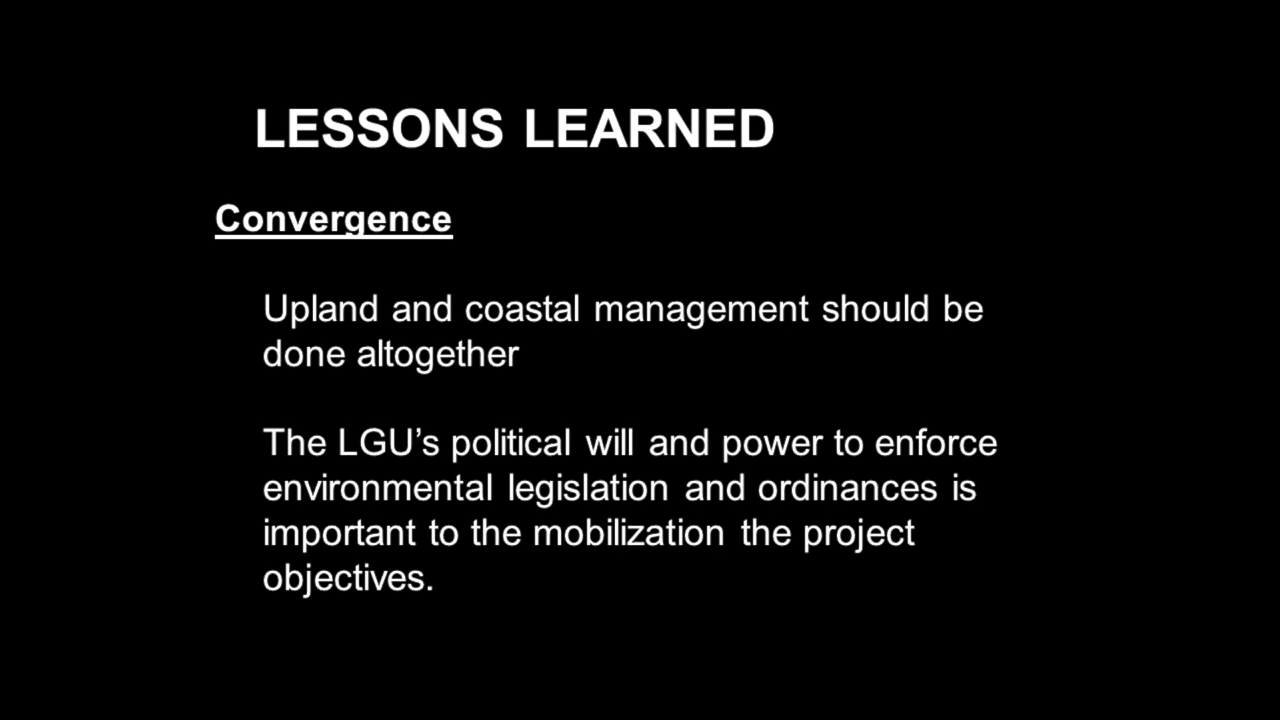 LESSONS LEARNED
Convergence
Upland and coastal management should be
done altogether
The LGU’s political will and power to enforce
environmental legislation and ordinances is
important to the mobilization the project
objectives.